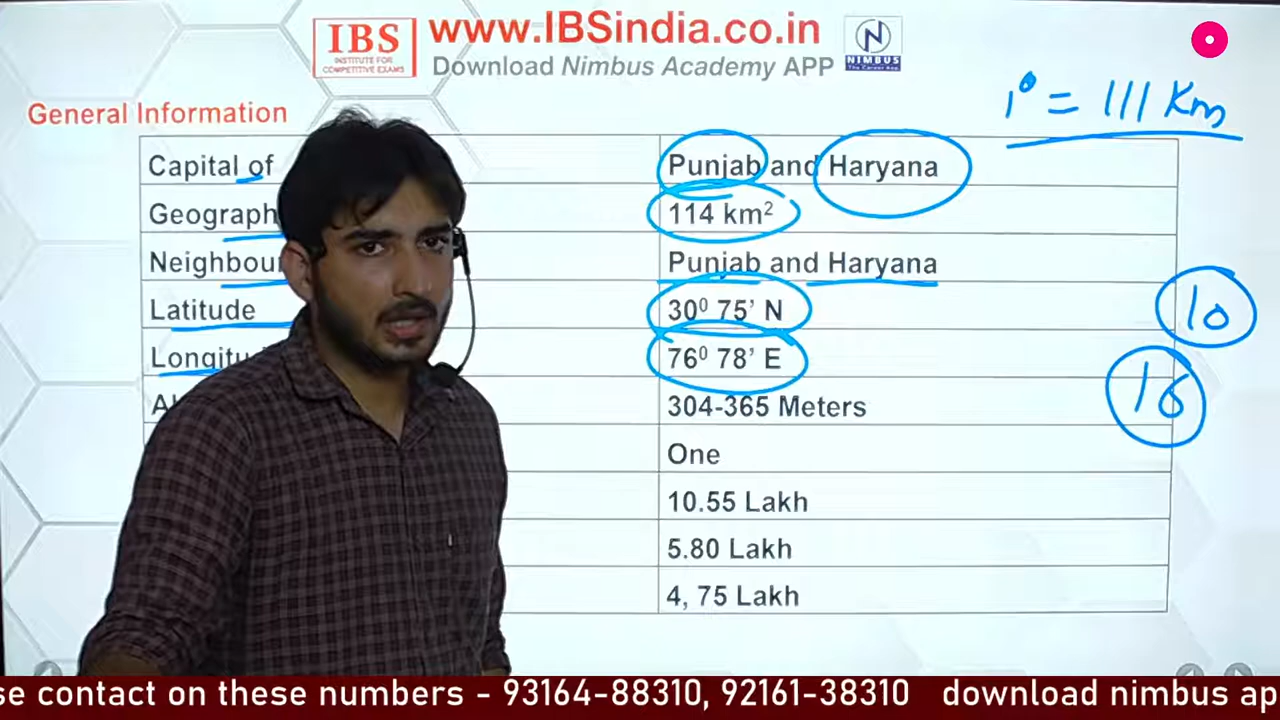 IBS
INSTITUTE FOR
COMPETITIVE EXAMS
www.IBSindia.co.in
Download Nimbus Academy APP
N
NIMBUS
The Career App
1° = 111 Km
General Information
Capital of Punjab and Haryana
Geograph 114 km²
Neighbour Punjab and Haryana
Latitude 30⁰ 75’ N 10
Longitu 76⁰ 78’ E 16
304-365 Meters
One
10.55 Lakh
5.80 Lakh
4, 75 Lakh
se contact on these numbers - 93164-88310, 92161-38310 download nimbus ap